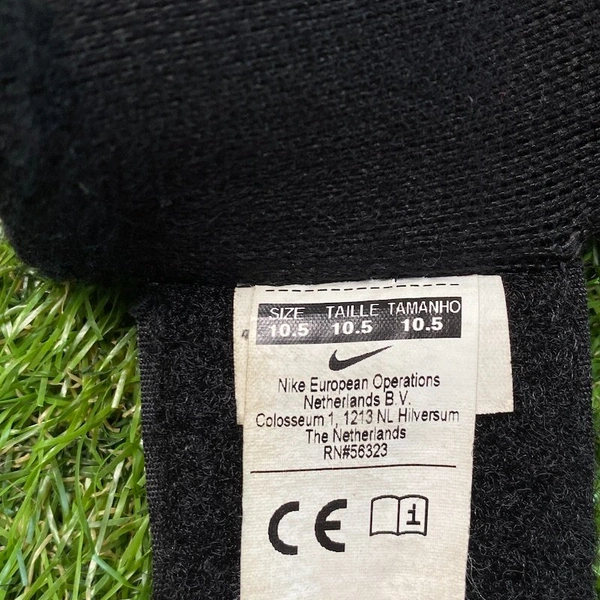 SIZE TAILLE TAMANHO
10.5 10.5 10.5
Nike European Operations
Netherlands B.V.
Colosseum 1, 1213 NL Hilversum
The Netherlands
RN#56323
CE i